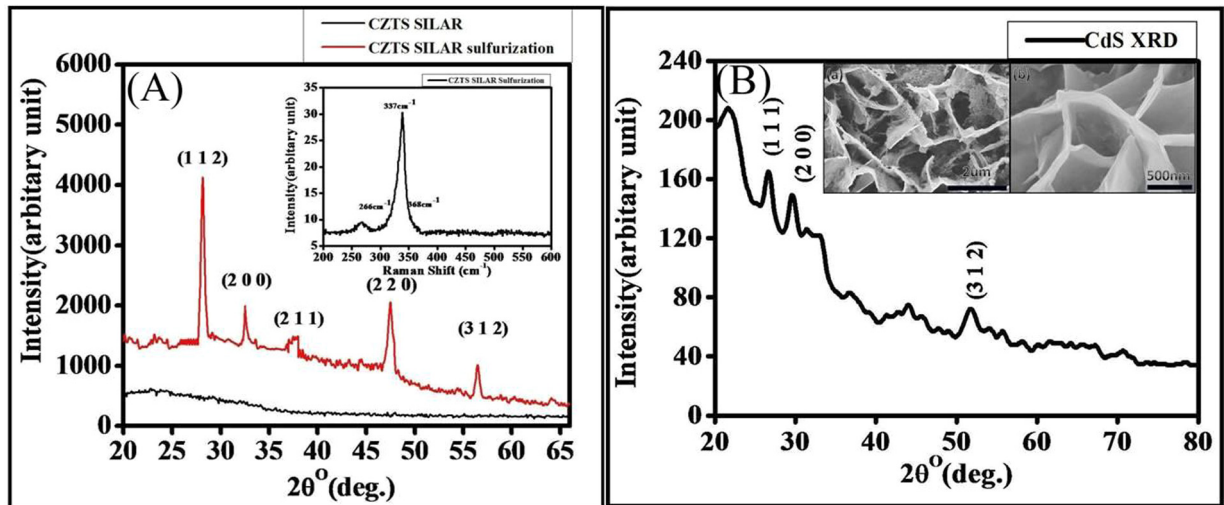 CZTS SILAR
CZTS SILAR sulfurization
(A)
Intensity(arbitary unit)
6000
5000
4000
3000
2000
1000
0
(1 1 2)
(2 0 0)
(2 1 1)
(2 2 0)
(3 1 2)
20 25 30 35 40 45 50 55 60 65
2θ°(deg.)
CZTS SILAR Sulfurization
Intensity(arbitary unit)
35
30
25
20
15
10
5
337cm-1
266cm-1
368cm-1
200 250 300 350 400 450 500 550 600
Raman Shift (cm-1)
CdS XRD
(B)
Intensity(arbitary unit)
240
200
160
120
80
40
0
(1 1 1)
(2 0 0)
(3 1 2)
(a)
2um
(b)
500nm
20 30 40 50 60 70 80
2θ°(deg.)